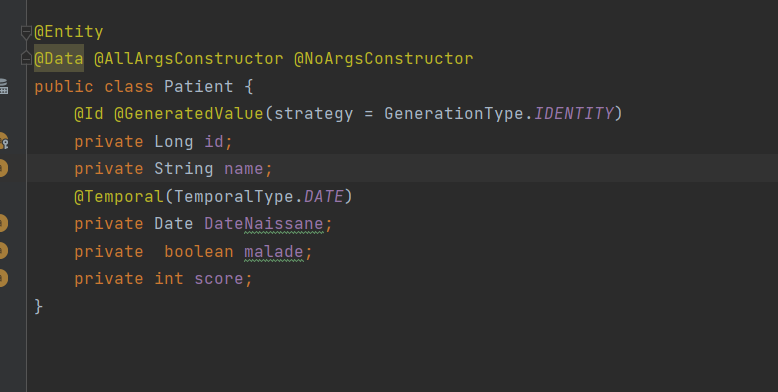 @Entity
@Data @AllArgsConstructor @NoArgsConstructor
public class Patient {
@Id @GeneratedValue(strategy = GenerationType.IDENTITY)
private Long id;
private String name;
@Temporal(TemporalType.DATE)
private Date DateNaissane;
private  boolean malade;
private int score;
}